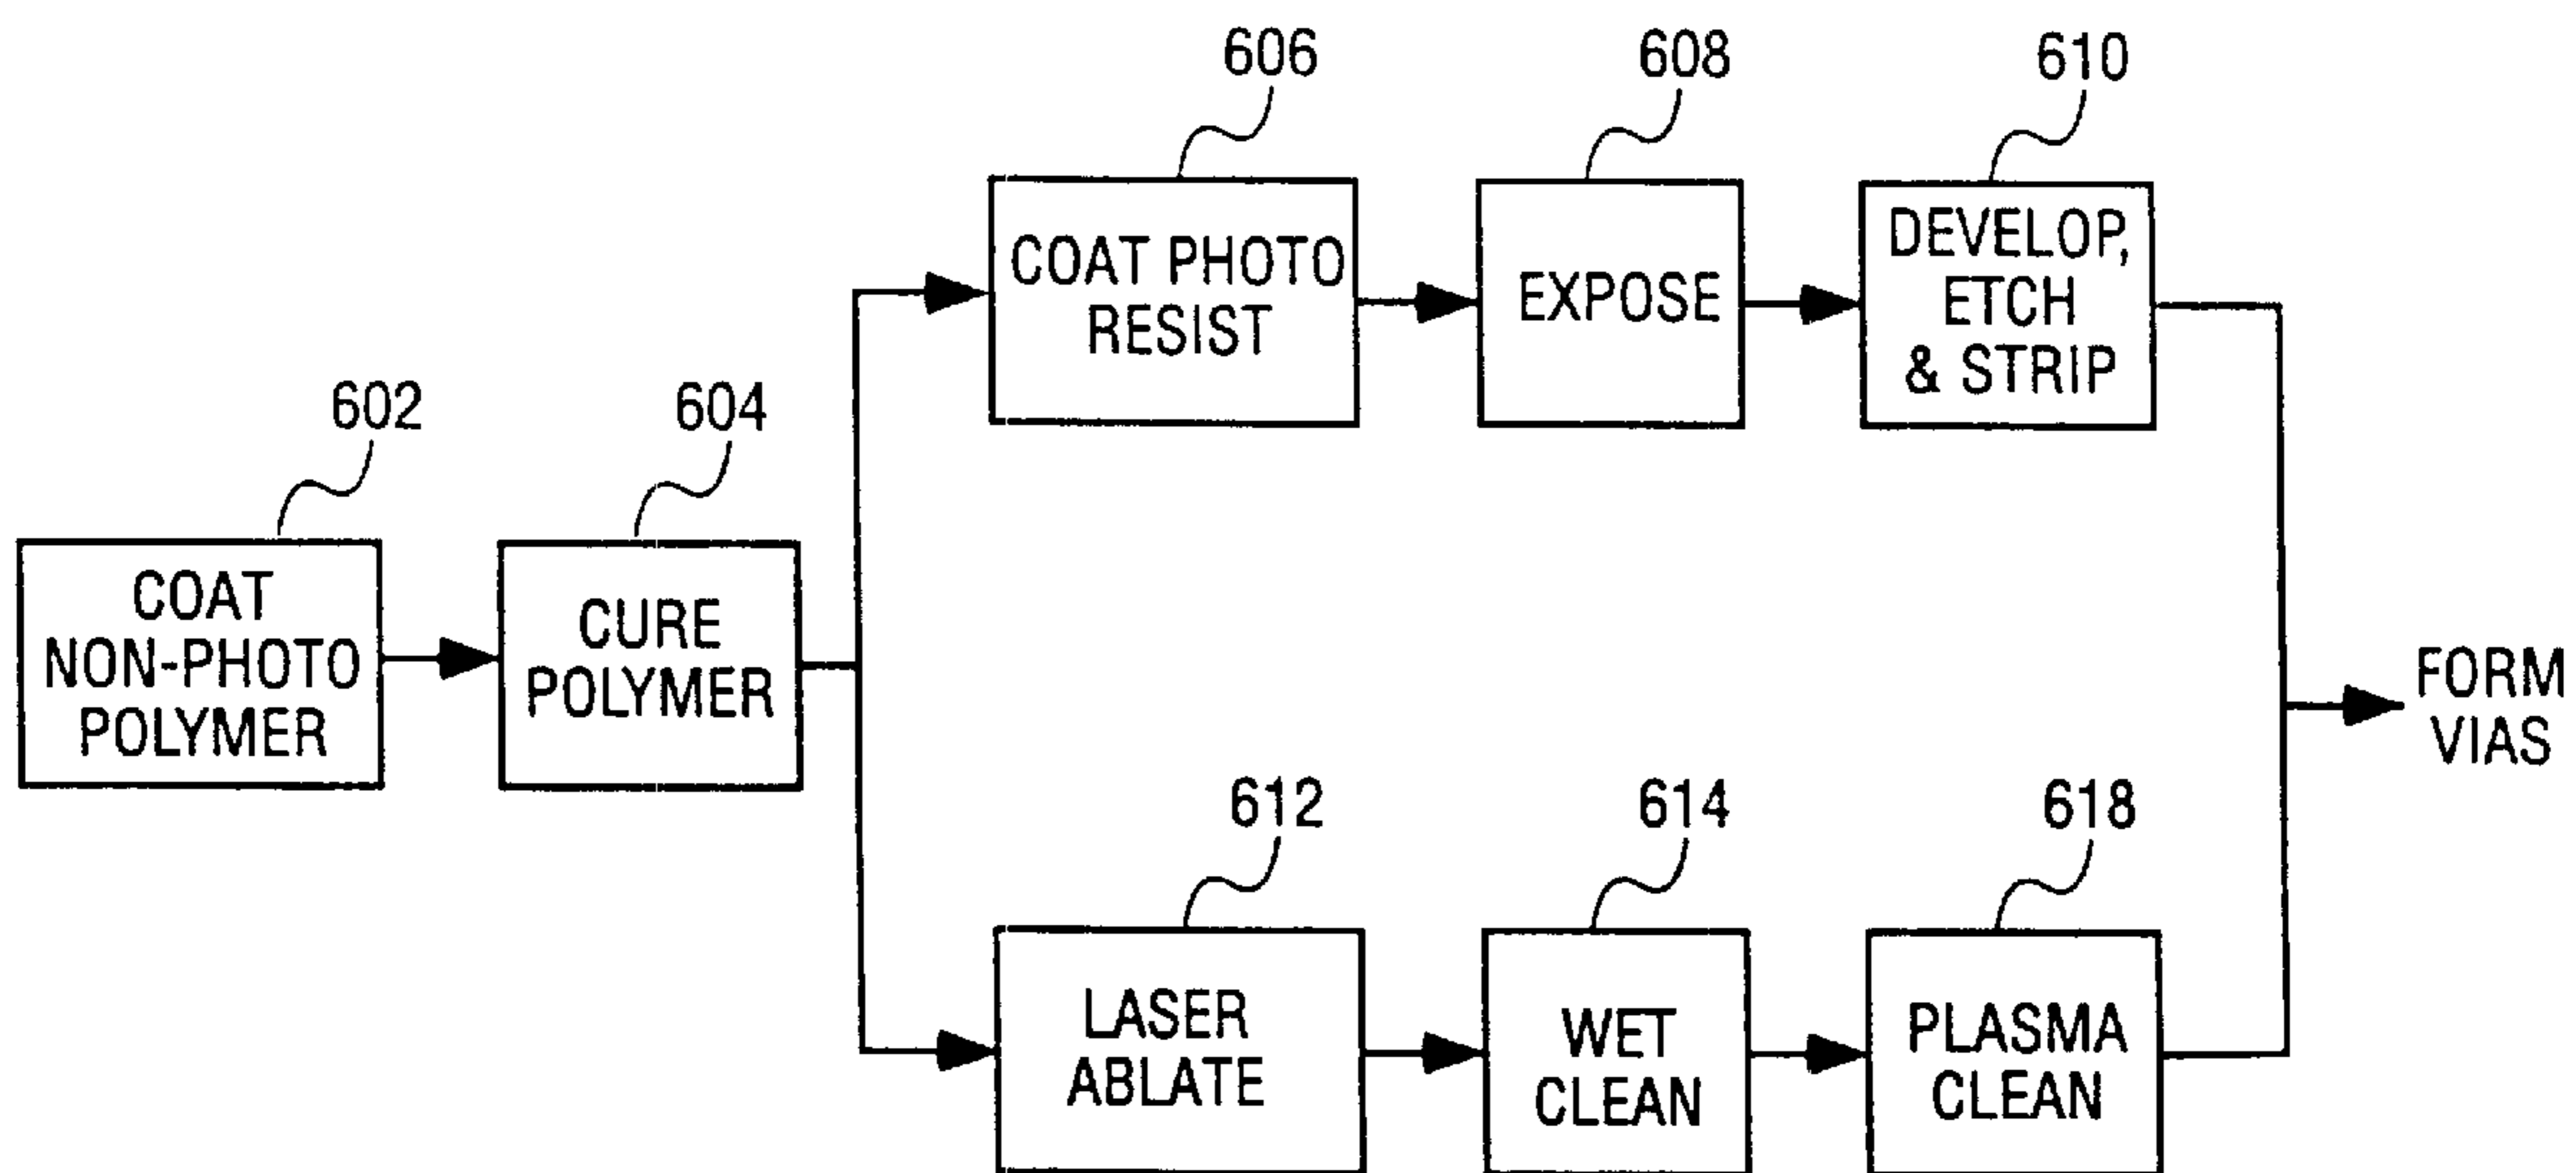 606
608
610
COAT PHOTO
RESIST
EXPOSE
DEVELOP,
ETCH
& STRIP
602
604
COAT
NON-PHOTO
POLYMER
CURE
POLYMER
FORM
VIAS
612
614
618
LASER
ABLATE
WET
CLEAN
PLASMA
CLEAN